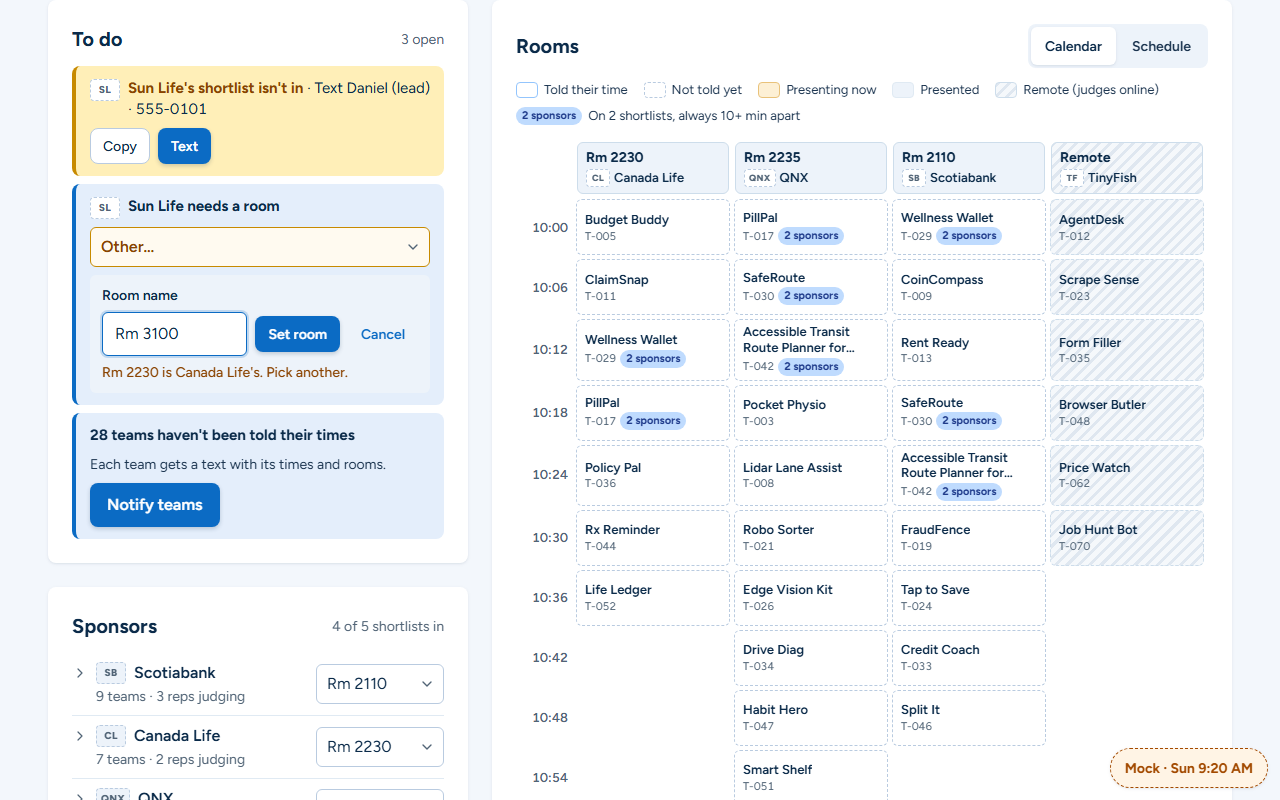 To do
3 open
SL
Sun Life's shortlist isn't in · Text Daniel (lead)
· 555-0101
Copy
Text
SL
Sun Life needs a room
Other...
Room name
Rm 3100
Set room
Cancel
Rm 2230 is Canada Life's. Pick another.
28 teams haven't been told their times
Each team gets a text with its times and rooms.
Notify teams
Sponsors
4 of 5 shortlists in
SB
Scotiabank
9 teams · 3 reps judging
Rm 2110
CL
Canada Life
7 teams · 2 reps judging
Rm 2230
QNX
QNX
Rooms
Calendar
Schedule
Told their time
Not told yet
Presenting now
Presented
Remote (judges online)
2 sponsors
On 2 shortlists, always 10+ min apart
Rm 2230
CL Canada Life
Rm 2235
QNX QNX
Rm 2110
SB Scotiabank
Remote
TF TinyFish
10:00
Budget Buddy
T-005
PillPal
T-017 2 sponsors
Wellness Wallet
T-029 2 sponsors
AgentDesk
T-012
10:06
ClaimSnap
T-011
SafeRoute
T-030 2 sponsors
CoinCompass
T-009
Scrape Sense
T-023
10:12
Wellness Wallet
T-029 2 sponsors
Accessible Transit
Route Planner for...
T-042 2 sponsors
Rent Ready
T-013
Form Filler
T-035
10:18
PillPal
T-017 2 sponsors
Pocket Physio
T-003
SafeRoute
T-030 2 sponsors
Browser Butler
T-048
10:24
Policy Pal
T-036
Lidar Lane Assist
T-008
Accessible Transit
Route Planner for...
T-042 2 sponsors
Price Watch
T-062
10:30
Rx Reminder
T-044
Robo Sorter
T-021
FraudFence
T-019
Job Hunt Bot
T-070
10:36
Life Ledger
T-052
Edge Vision Kit
T-026
Tap to Save
T-024
10:42
Drive Diag
T-034
Credit Coach
T-033
10:48
Habit Hero
T-047
Split It
T-046
10:54
Smart Shelf
T-051
Mock · Sun 9:20 AM